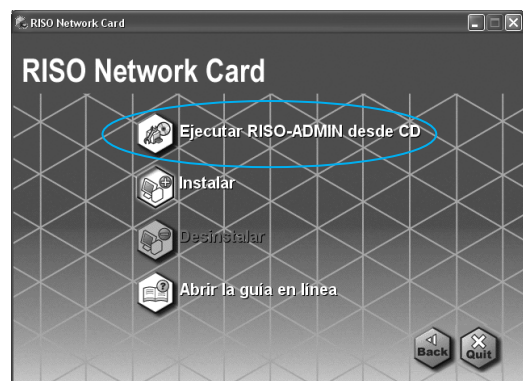 RISO Network Card
RISO Network Card
Ejecutar RISO-ADMIN desde CD
Instalar
Desinstalar
Abrir la guía en línea
Back
Quit